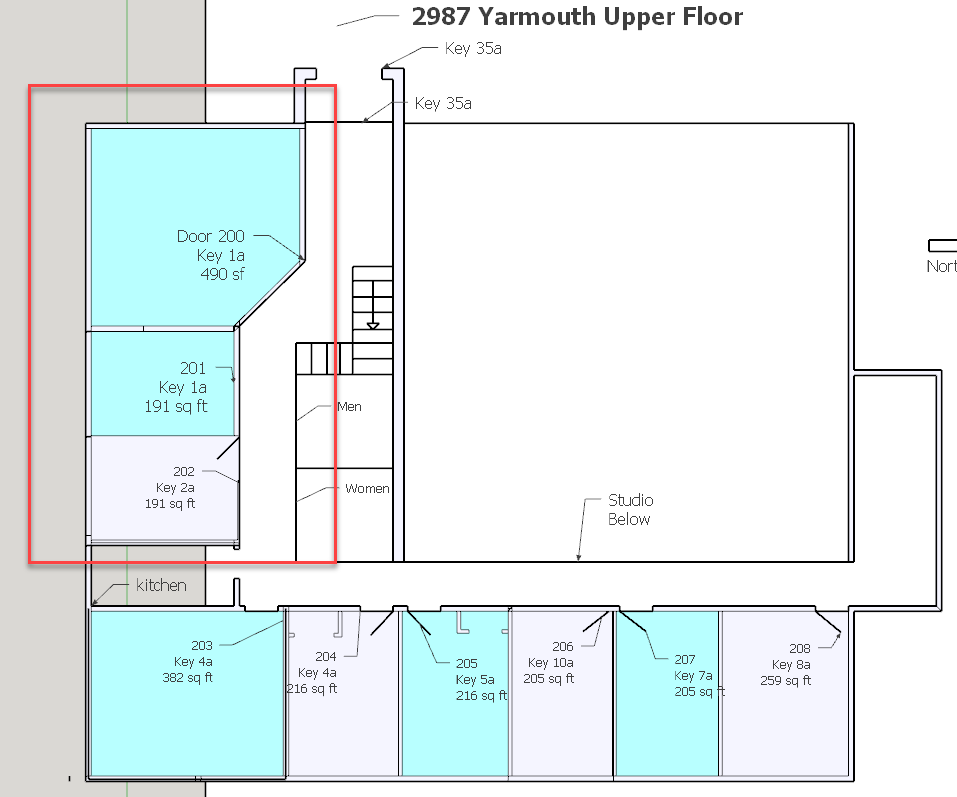 2987 Yarmouth Upper Floor
Key 35a
Key 35a
Door 200
Key 1a
490 sf
Nort
201
Key 1a
191 sq ft
Men
202
Key 2a
191 sq ft
Women
Studio
Below
kitchen
203
Key 4a
382 sq ft
204
Key 4a
216 sq ft
205
Key 5a
216 sq ft
206
Key 10a
205 sq ft
207
Key 7a
205 sq ft
208
Key 8a
259 sq ft